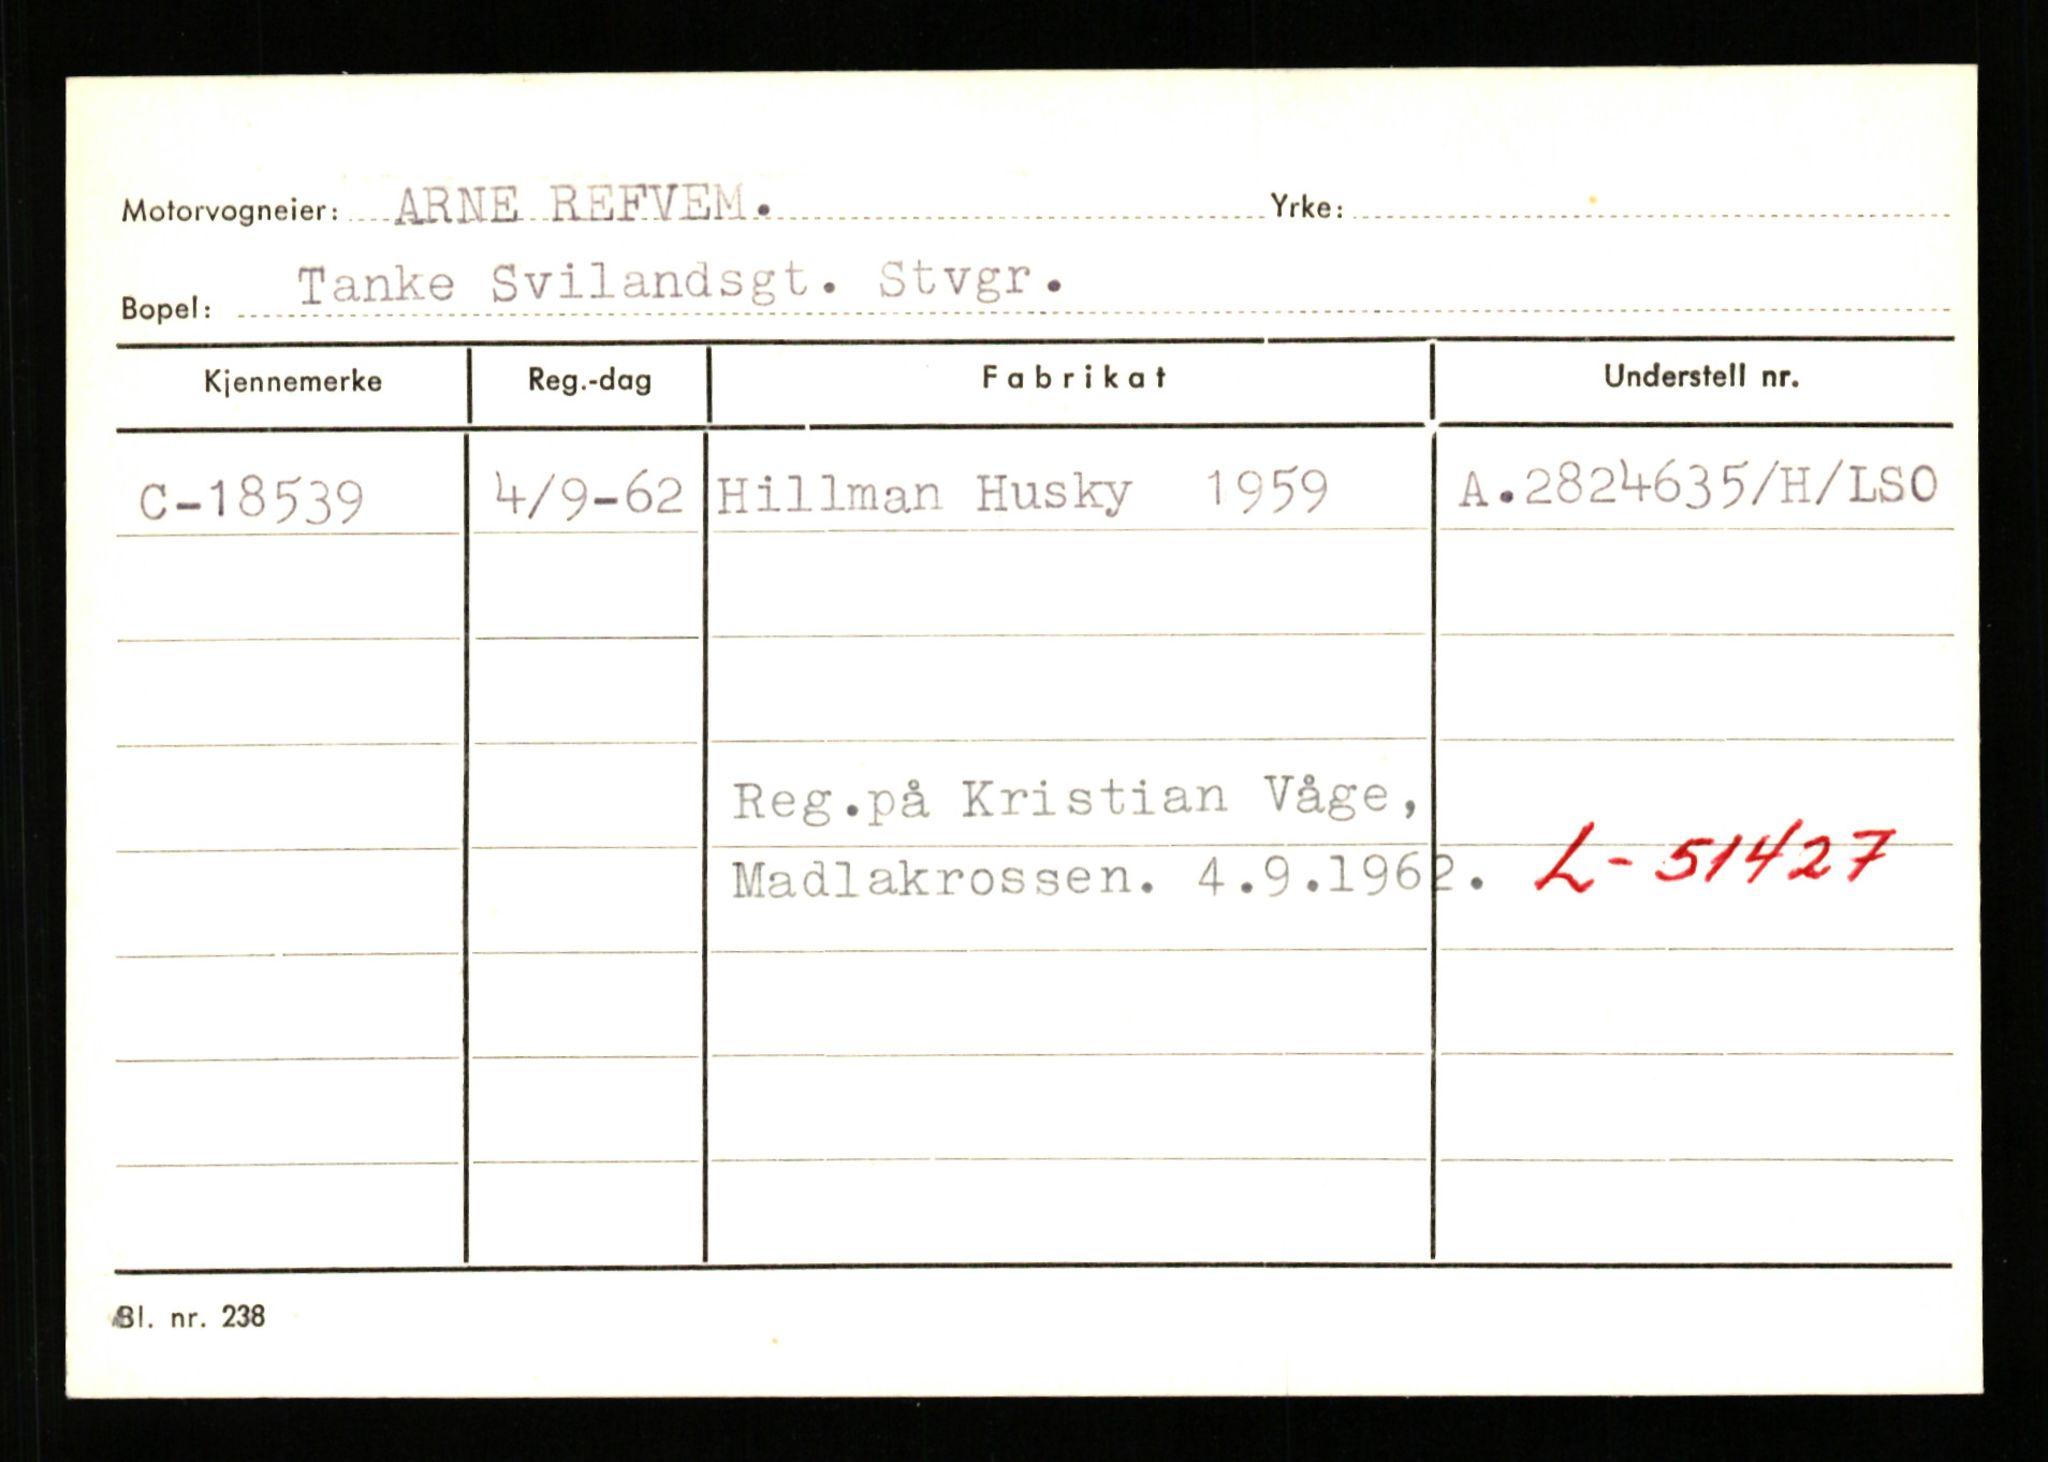 Motorvogneier: ARNE REFVEM. Yrke:
Bopel: Tanke Svilandsgt. Stvgr.
Kjennemerke Reg.-dag Fabrikat Understell nr.
C-18539 4/9-62 Hillman Husky 1959 A.2824635/H/LSO
Reg.på Kristian Våge,
Madlakrossen. 4.9.1962. L-51427
Bl. nr. 238